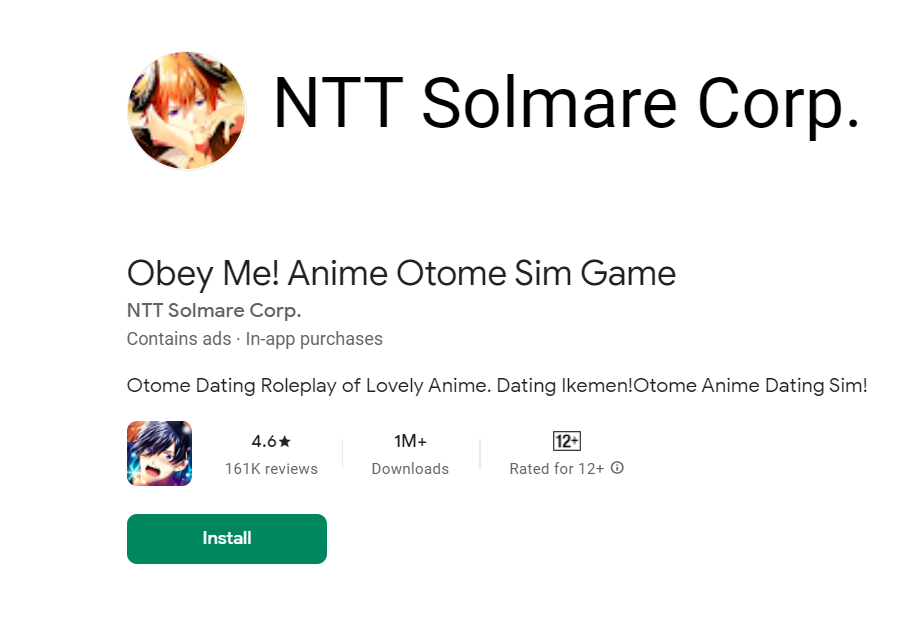 NTT Solmare Corp.
Obey Me! Anime Otome Sim Game
NTT Solmare Corp.
Contains ads · In-app purchases
Otome Dating Roleplay of Lovely Anime. Dating Ikemen!Otome Anime Dating Sim!
4.6★ 1M+ 12+
161K reviews Downloads Rated for 12+
Install